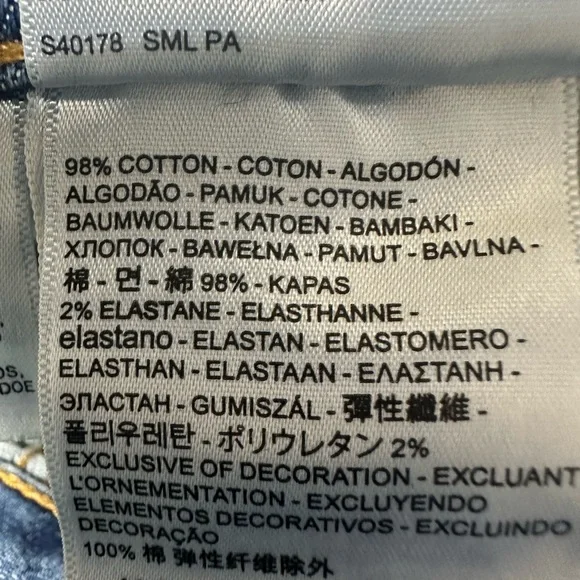 S40178 SML PA
98% COTTON - COTON - ALGODÓN -
ALGODÃO - PAMUK - COTONE -
BAUMWOLLE - KATOEN - BAMBAKI -
ХЛОПОК - BAWEŁNA - PAMUT - BAVLNA -
棉 - 면 - 綿 98% - KAPAS
2% ELASTANE - ELASTHANNE -
elastano - ELASTAN - ELASTOMERO -
ELASTHAN - ELASTAAN - ΕΛΑΣΤΑΝΗ -
ЭЛАСТАН - GUMISZÁL - 彈性纖維 -
폴리우레탄 - ポリウレタン 2%
EXCLUSIVE OF DECORATION - EXCLUANT
L'ORNEMENTATION - EXCLUYENDO
ELEMENTOS DECORATIVOS - EXCLUINDO
DECORAÇÃO
100% 棉 弹性纤维除外